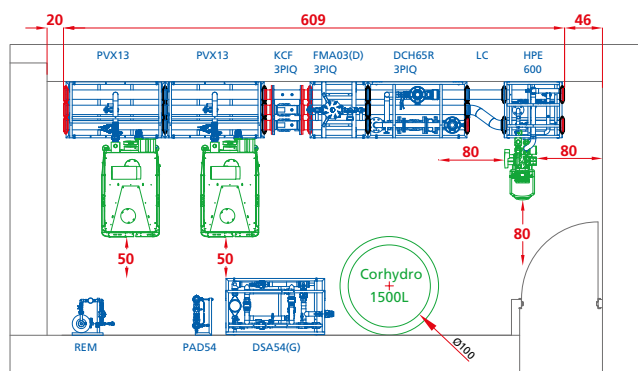 20 609 46
PVX13 PVX13 KCF FMA03(D) DCH65R LC HPE
3PIQ 3PIQ 3PIQ 600
80 80
80
50 50
Corhydro
1500L
Ø100
REM PAD54 DSA54(G)